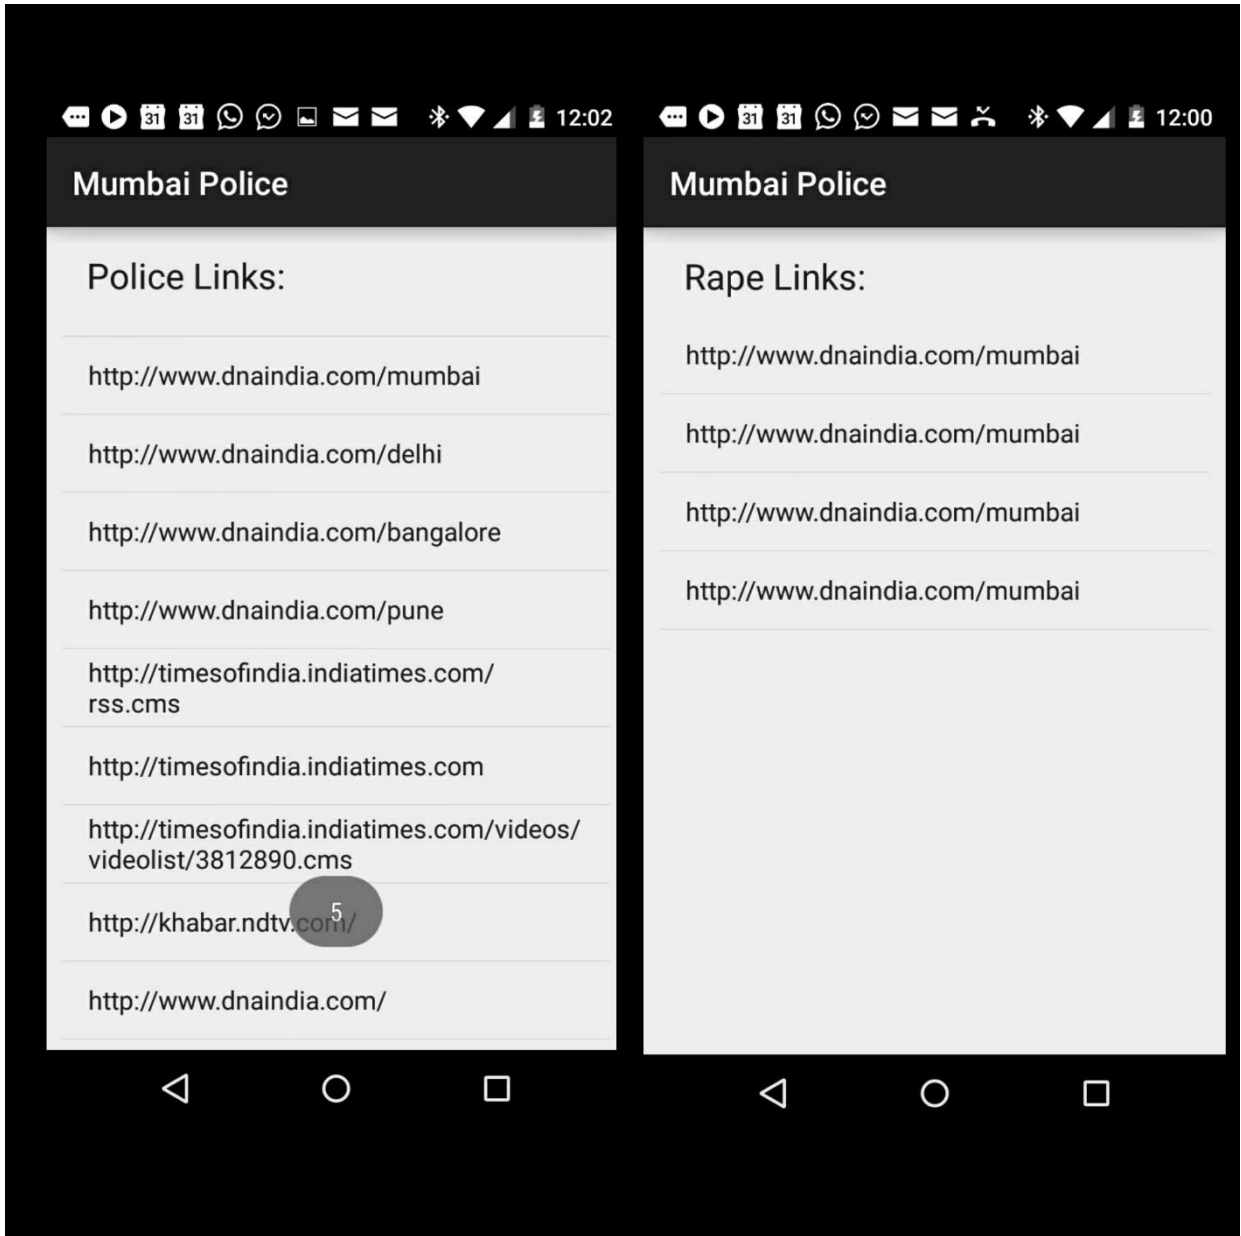 12:02
Mumbai Police
Police Links:
http://www.dnaindia.com/mumbai
http://www.dnaindia.com/delhi
http://www.dnaindia.com/bangalore
http://www.dnaindia.com/pune
http://timesofindia.indiatimes.com/
rss.cms
http://timesofindia.indiatimes.com
http://timesofindia.indiatimes.com/videos/
videolist/3812890.cms
http://khabar.ndtv.com/
5
http://www.dnaindia.com/
12:00
Mumbai Police
Rape Links:
http://www.dnaindia.com/mumbai
http://www.dnaindia.com/mumbai
http://www.dnaindia.com/mumbai
http://www.dnaindia.com/mumbai